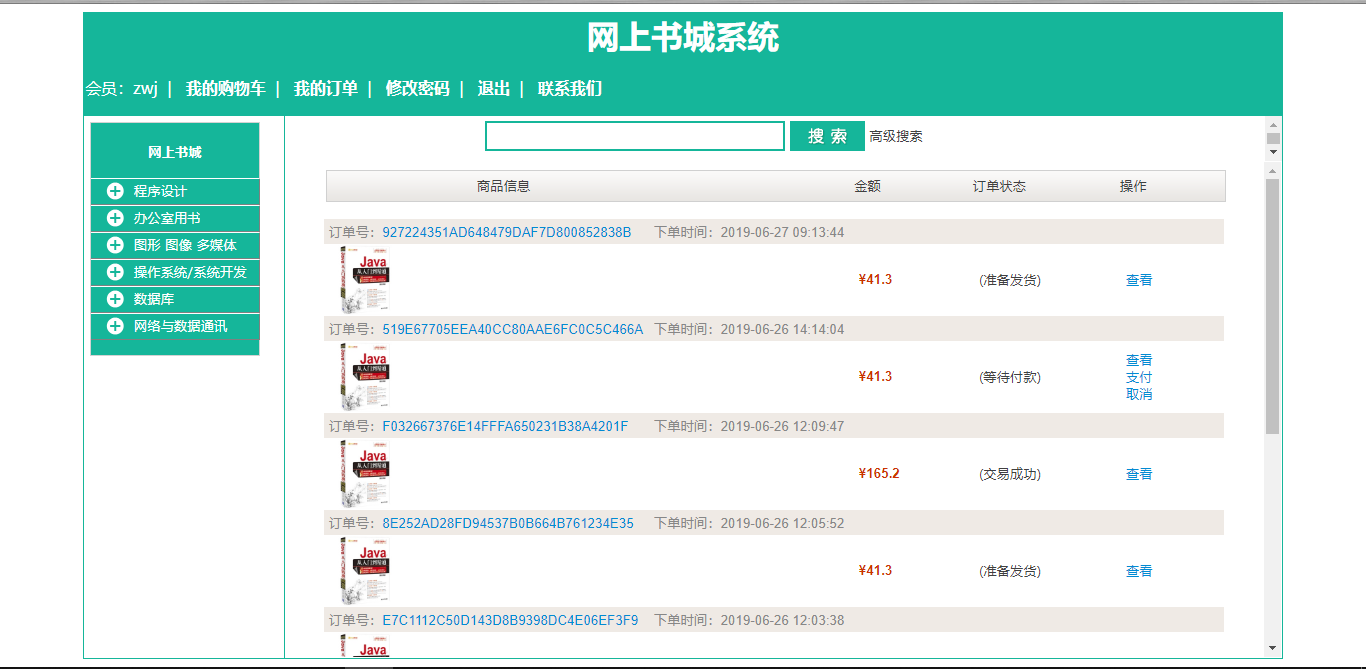 网上书城系统
会员：zwj | 我的购物车 | 我的订单 | 修改密码 | 退出 | 联系我们
网上书城
程序设计
办公室用书
图形 图像 多媒体
操作系统/系统开发
数据库
网络与数据通讯
搜 索 高级搜索
商品信息 金额 订单状态 操作
订单号：927224351AD648479DAF7D800852838B 下单时间：2019-06-27 09:13:44
Java
从入门到精通
¥41.3 (准备发货) 查看
订单号：519E67705EEA40CC80AAE6FC0C5C466A 下单时间：2019-06-26 14:14:04
Java
从入门到精通
¥41.3 (等待付款) 查看
支付
取消
订单号：F032667376E14FFFA650231B38A4201F 下单时间：2019-06-26 12:09:47
Java
从入门到精通
¥165.2 (交易成功) 查看
订单号：8E252AD28FD94537B0B664B761234E35 下单时间：2019-06-26 12:05:52
Java
从入门到精通
¥41.3 (准备发货) 查看
订单号：E7C1112C50D143D8B9398DC4E06EF3F9 下单时间：2019-06-26 12:03:38
Java